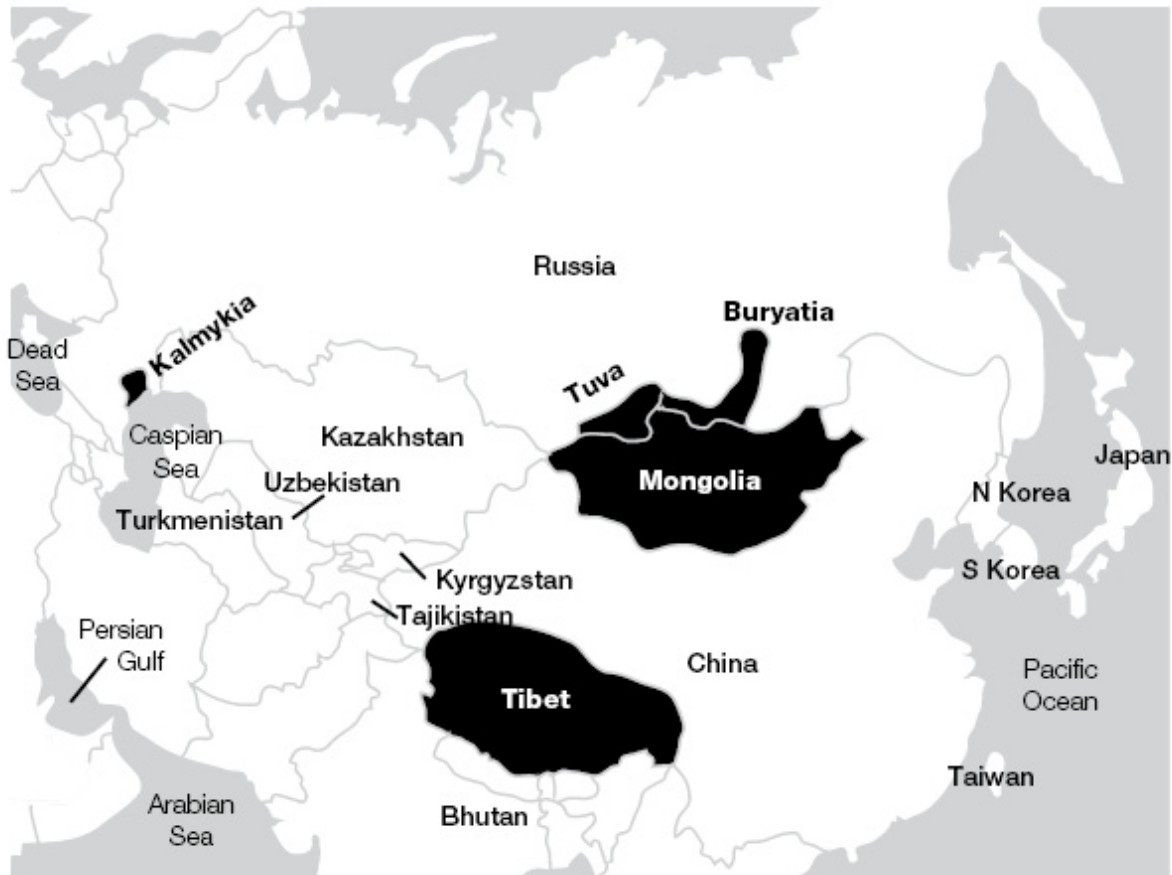 Russia
Buryatia
Kalmykia
Dead
Sea
Tuva
Caspian
Sea
Kazakhstan
Japan
Uzbekistan
Mongolia
N Korea
Turkmenistan
Kyrgyzstan
S Korea
Tajikistan
Persian
Gulf
China
Pacific
Ocean
Tibet
Taiwan
Arabian
Sea
Bhutan